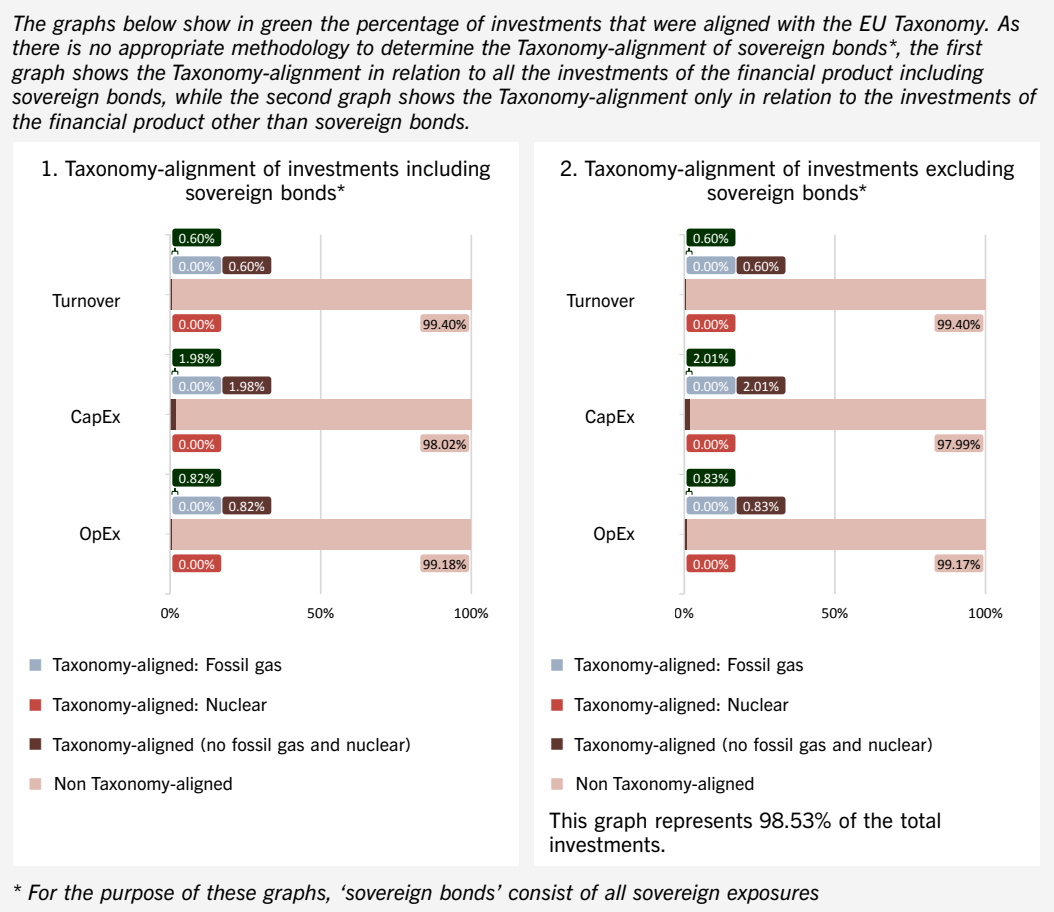 The graphs below show in green the percentage of investments that were aligned with the EU Taxonomy. As
there is no appropriate methodology to determine the Taxonomy-alignment of sovereign bonds*, the first
graph shows the Taxonomy-alignment in relation to all the investments of the financial product including
sovereign bonds, while the second graph shows the Taxonomy-alignment only in relation to the investments of
the financial product other than sovereign bonds.
1. Taxonomy-alignment of investments including
sovereign bonds*
0.60%
0.00% 0.60%
Turnover
0.00% 99.40%
1.98%
0.00% 1.98%
CapEx
0.00% 98.02%
0.82%
0.00% 0.82%
OpEx
0.00% 99.18%
0% 50% 100%
Taxonomy-aligned: Fossil gas
Taxonomy-aligned: Nuclear
Taxonomy-aligned (no fossil gas and nuclear)
Non Taxonomy-aligned
2. Taxonomy-alignment of investments excluding
sovereign bonds*
0.60%
0.00% 0.60%
Turnover
0.00% 99.40%
2.01%
0.00% 2.01%
CapEx
0.00% 97.99%
0.83%
0.00% 0.83%
OpEx
0.00% 99.17%
0% 50% 100%
Taxonomy-aligned: Fossil gas
Taxonomy-aligned: Nuclear
Taxonomy-aligned (no fossil gas and nuclear)
Non Taxonomy-aligned
This graph represents 98.53% of the total
investments.
* For the purpose of these graphs, ‘sovereign bonds’ consist of all sovereign exposures